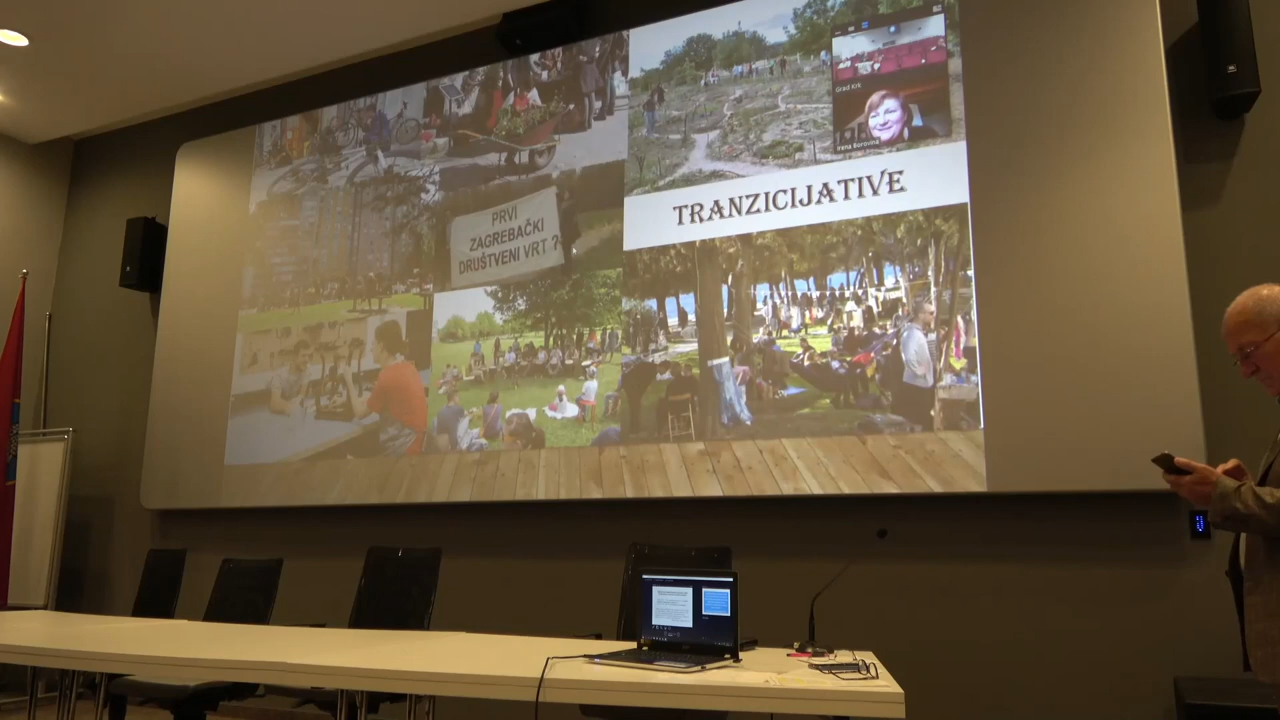 Grad Krk
Irena Borovina
TRANZICIJATIVE
PRVI
ZAGREBAČKI
DRUŠTVENI VRT ?